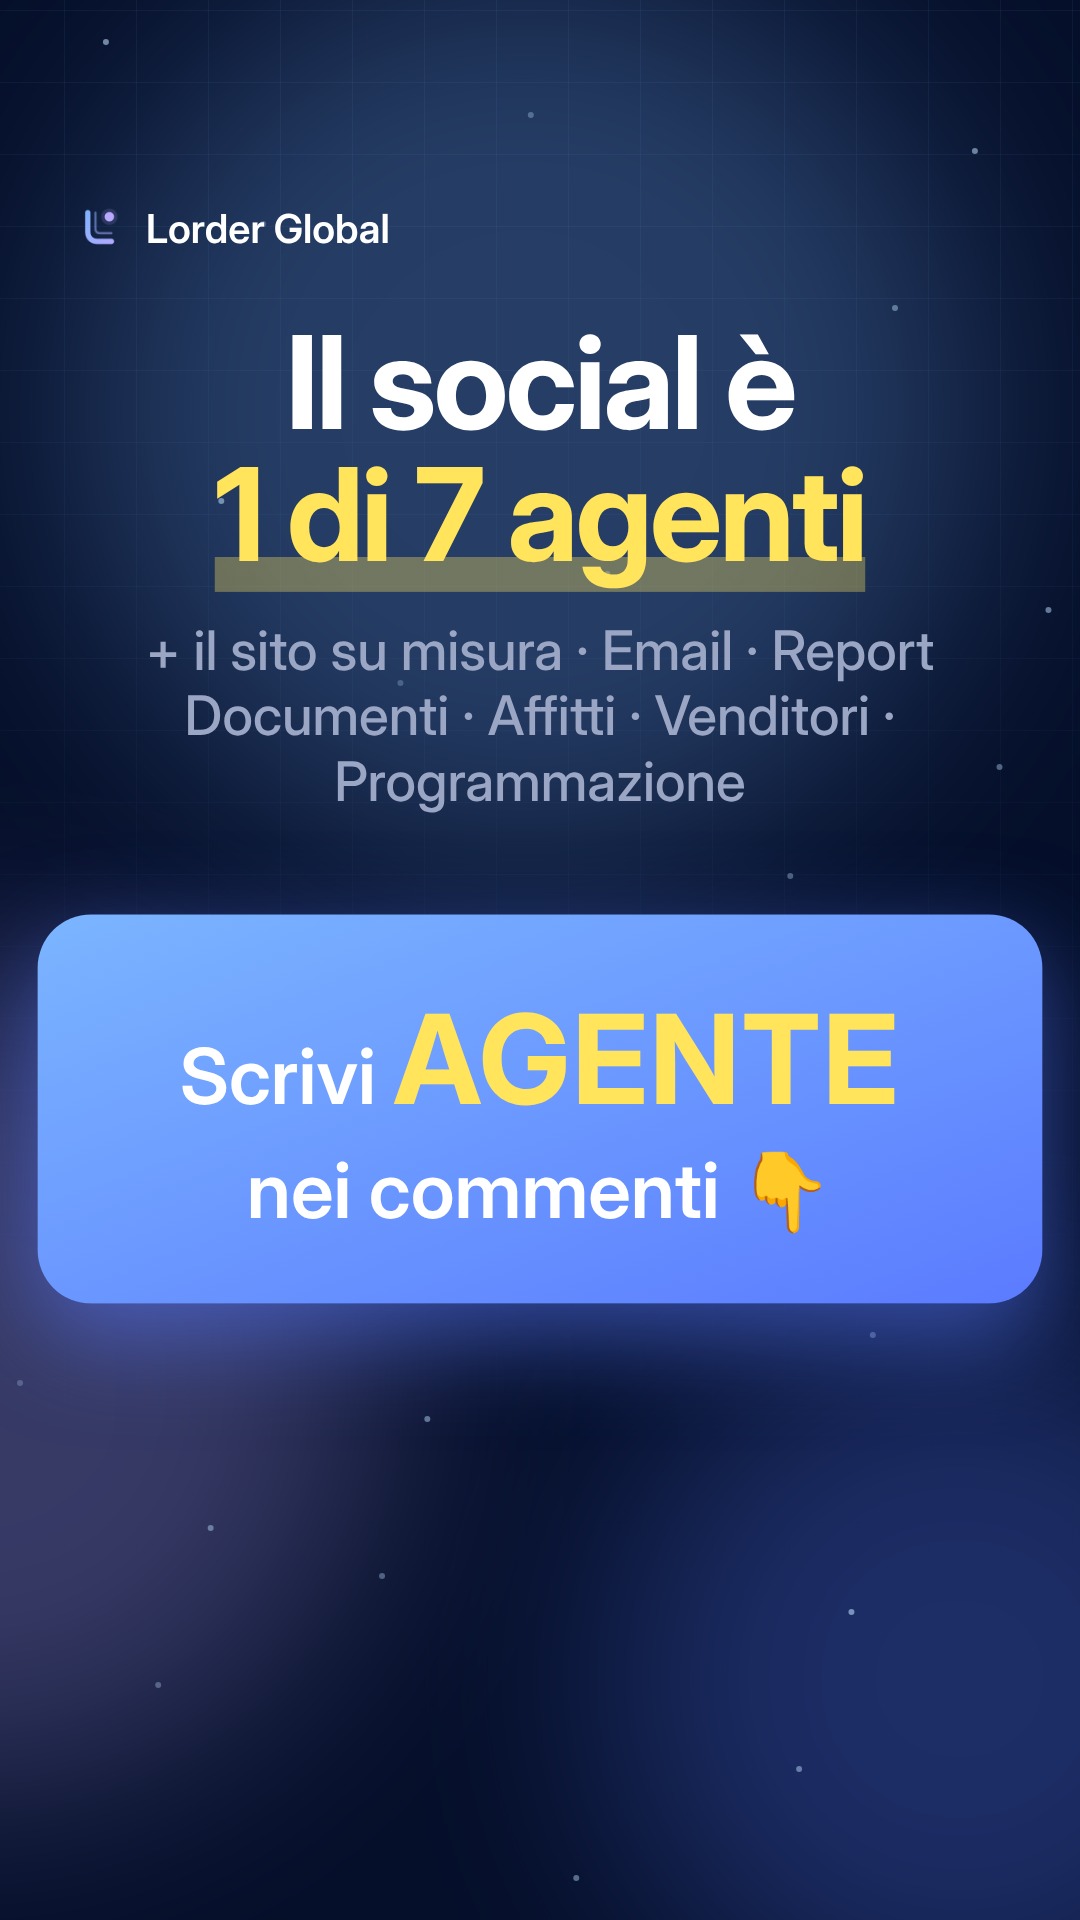 Lorder Global
Il social è
1 di 7 agenti
+ il sito su misura · Email · Report
Documenti · Affitti · Venditori ·
Programmazione
Scrivi AGENTE
nei commenti 👇